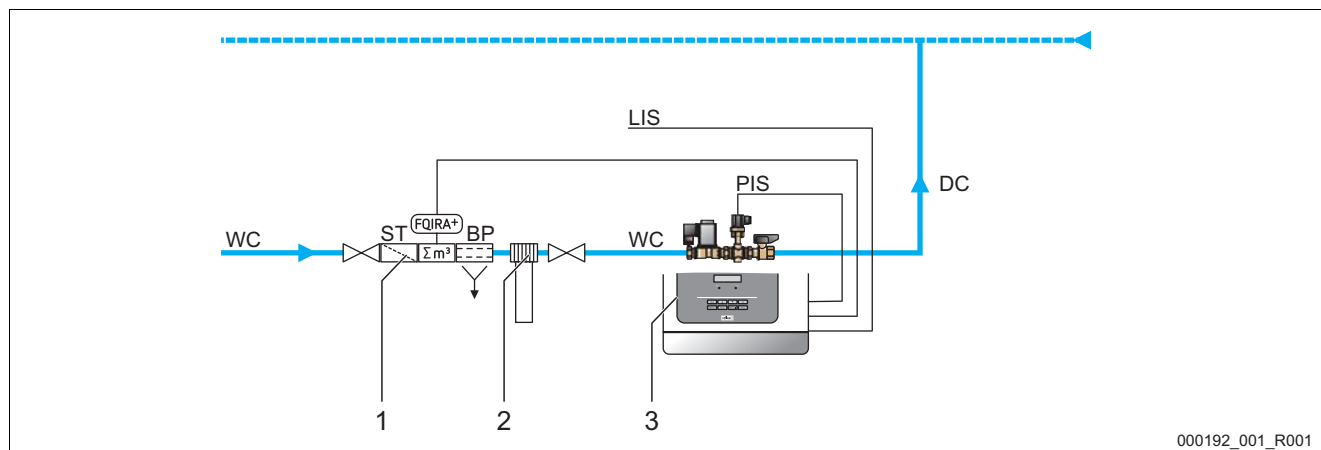 LIS
PIS
DC
FQIRA+
ST
BP
WC
Σm³
WC
1
2
3
000192_001_R001